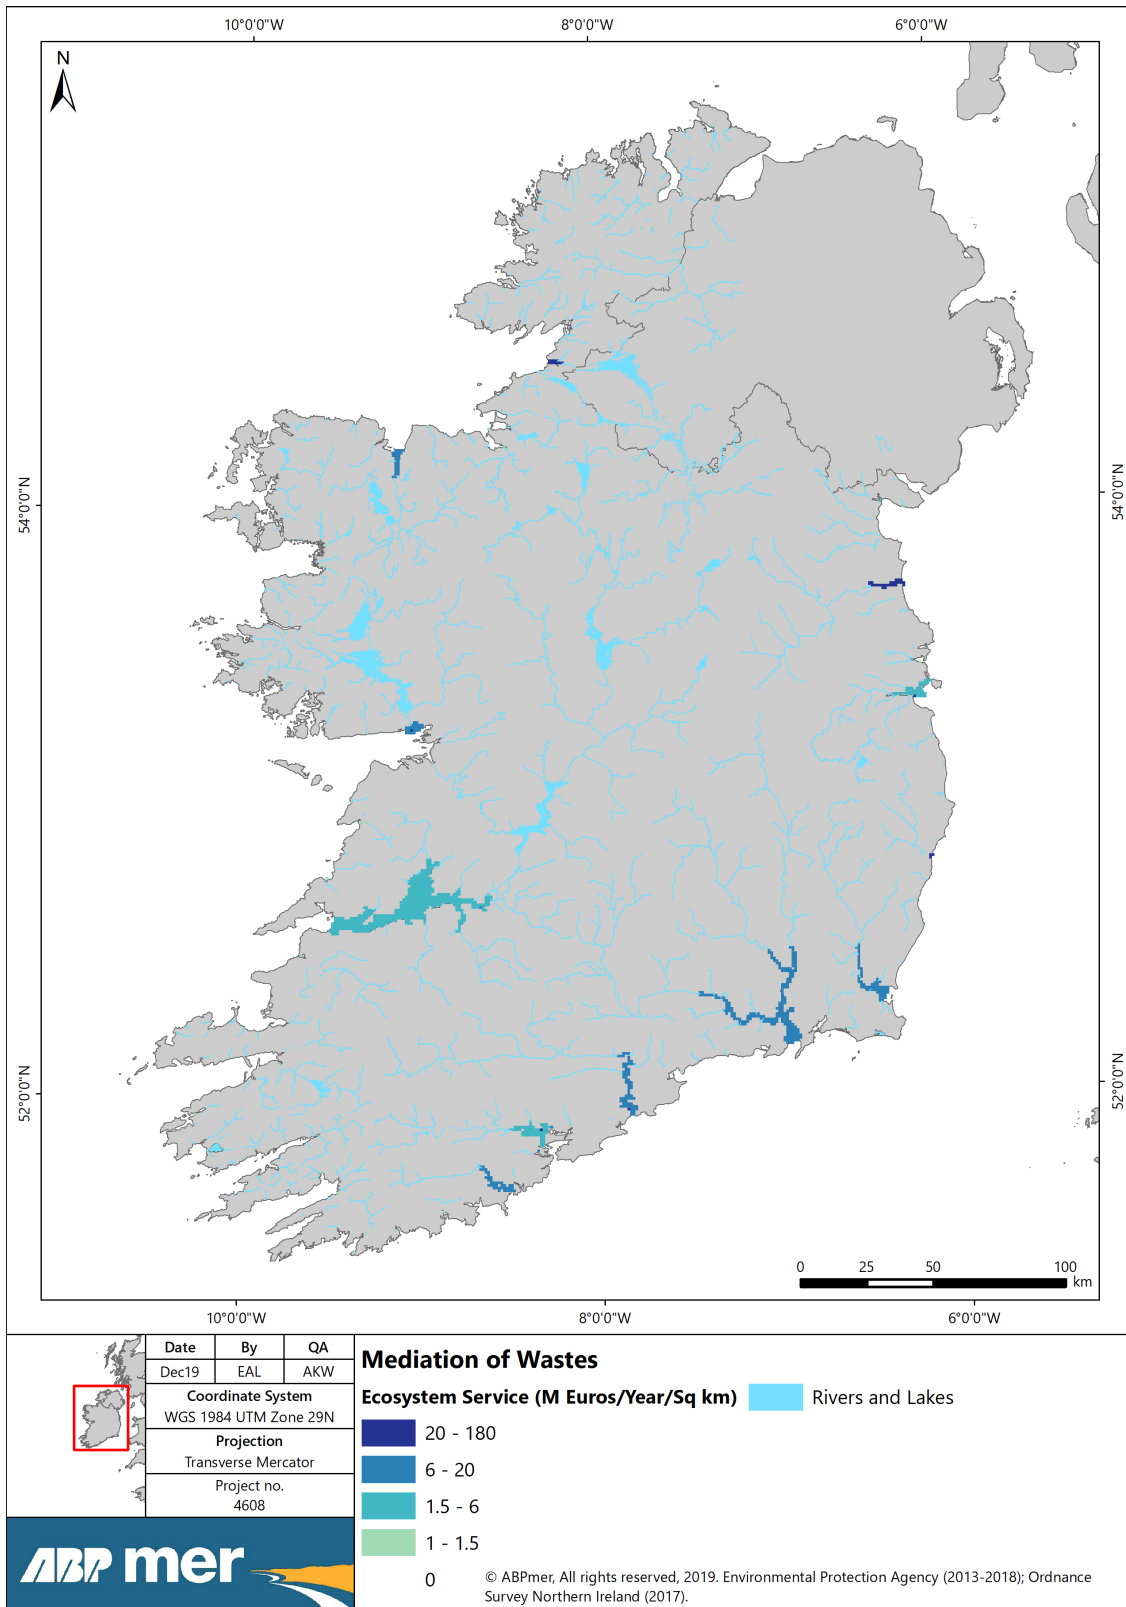 10°0'0"W
8°0'0"W
6°0'0"W
N
54°0'0"N
54°0'0"N
52°0'0"N
52°0'0"N
0 25 50 100
km
10°0'0"W
8°0'0"W
6°0'0"W
Date By QA
Dec19 EAL AKW
Coordinate System
WGS 1984 UTM Zone 29N
Projection
Transverse Mercator
Project no.
4608
ABPmer
Mediation of Wastes
Ecosystem Service (M Euros/Year/Sq km)
Rivers and Lakes
20 - 180
6 - 20
1.5 - 6
1 - 1.5
0
© ABPmer, All rights reserved, 2019. Environmental Protection Agency (2013-2018); Ordnance
Survey Northern Ireland (2017).